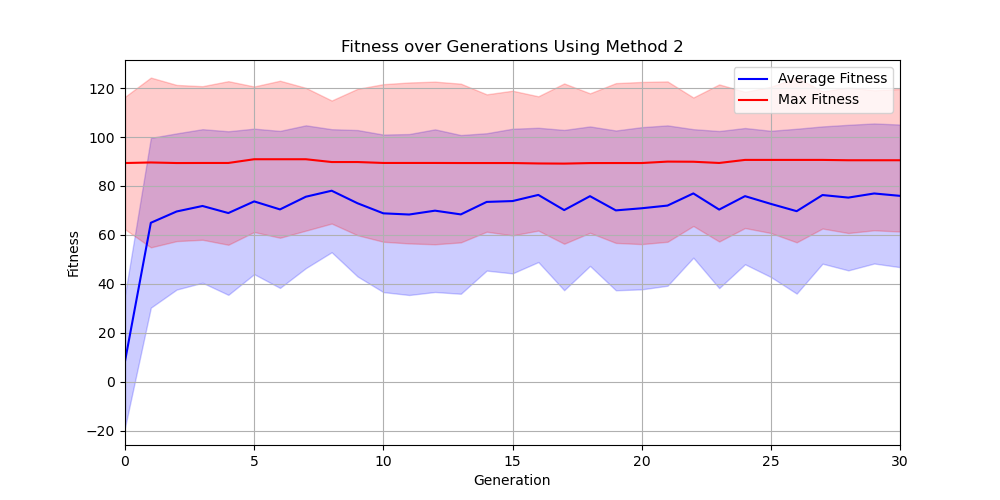 Fitness over Generations Using Method 2
Average Fitness
Max Fitness
Fitness
120
100
80
60
40
20
0
−20
0 5 10 15 20 25 30
Generation